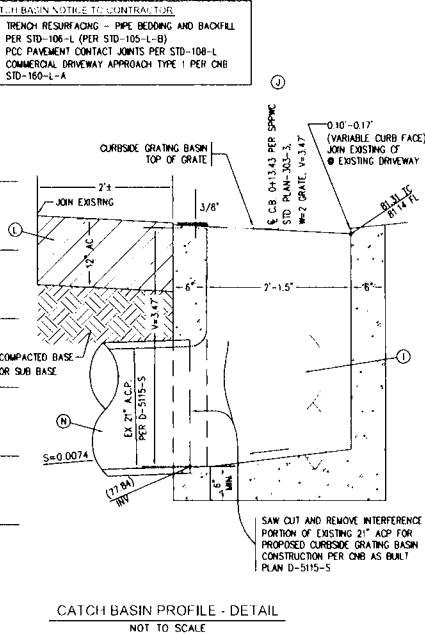 TCH BASIN NOTICE TO CONTRACTOR
TRENCH RESURFACING - PIPE BEDDING AND BACKFILL
PER STD-106-L (PER STD-105-L-B)
PCC PAVEMENT CONTACT JOINTS PER STD-108-L
COMMERCIAL DRIVEWAY APPROACH TYPE 1 PER CNB
STD-160-L-A
J
℄ C.B. 0+13.43 PER SPPWC
STD PLAN-303-3,
W=2 GRATE, V=3.47'
0.10'-0.17'
(VARIABLE CURB FACE)
JOIN EXISTING CF
@ EXISTING DRIVEWAY
CURBSIDE GRATING BASIN
TOP OF GRATE
81.31 TC
81.14 FL
2'±
JOIN EXISTING
3/8"
L
12" AC
V=3.47'
6"
2'-1.5"
6"
COMPACTED BASE
OR SUB BASE
I
EX 21" A.C.P.
PER D-5115-S
N
S=0.0074
(77.84)
INV
6"
MIN.
SAW CUT AND REMOVE INTERFERENCE
PORTION OF EXISTING 21" ACP FOR
PROPOSED CURBSIDE GRATING BASIN
CONSTRUCTION PER CNB AS BUILT
PLAN D-5115-S
CATCH BASIN PROFILE - DETAIL
NOT TO SCALE